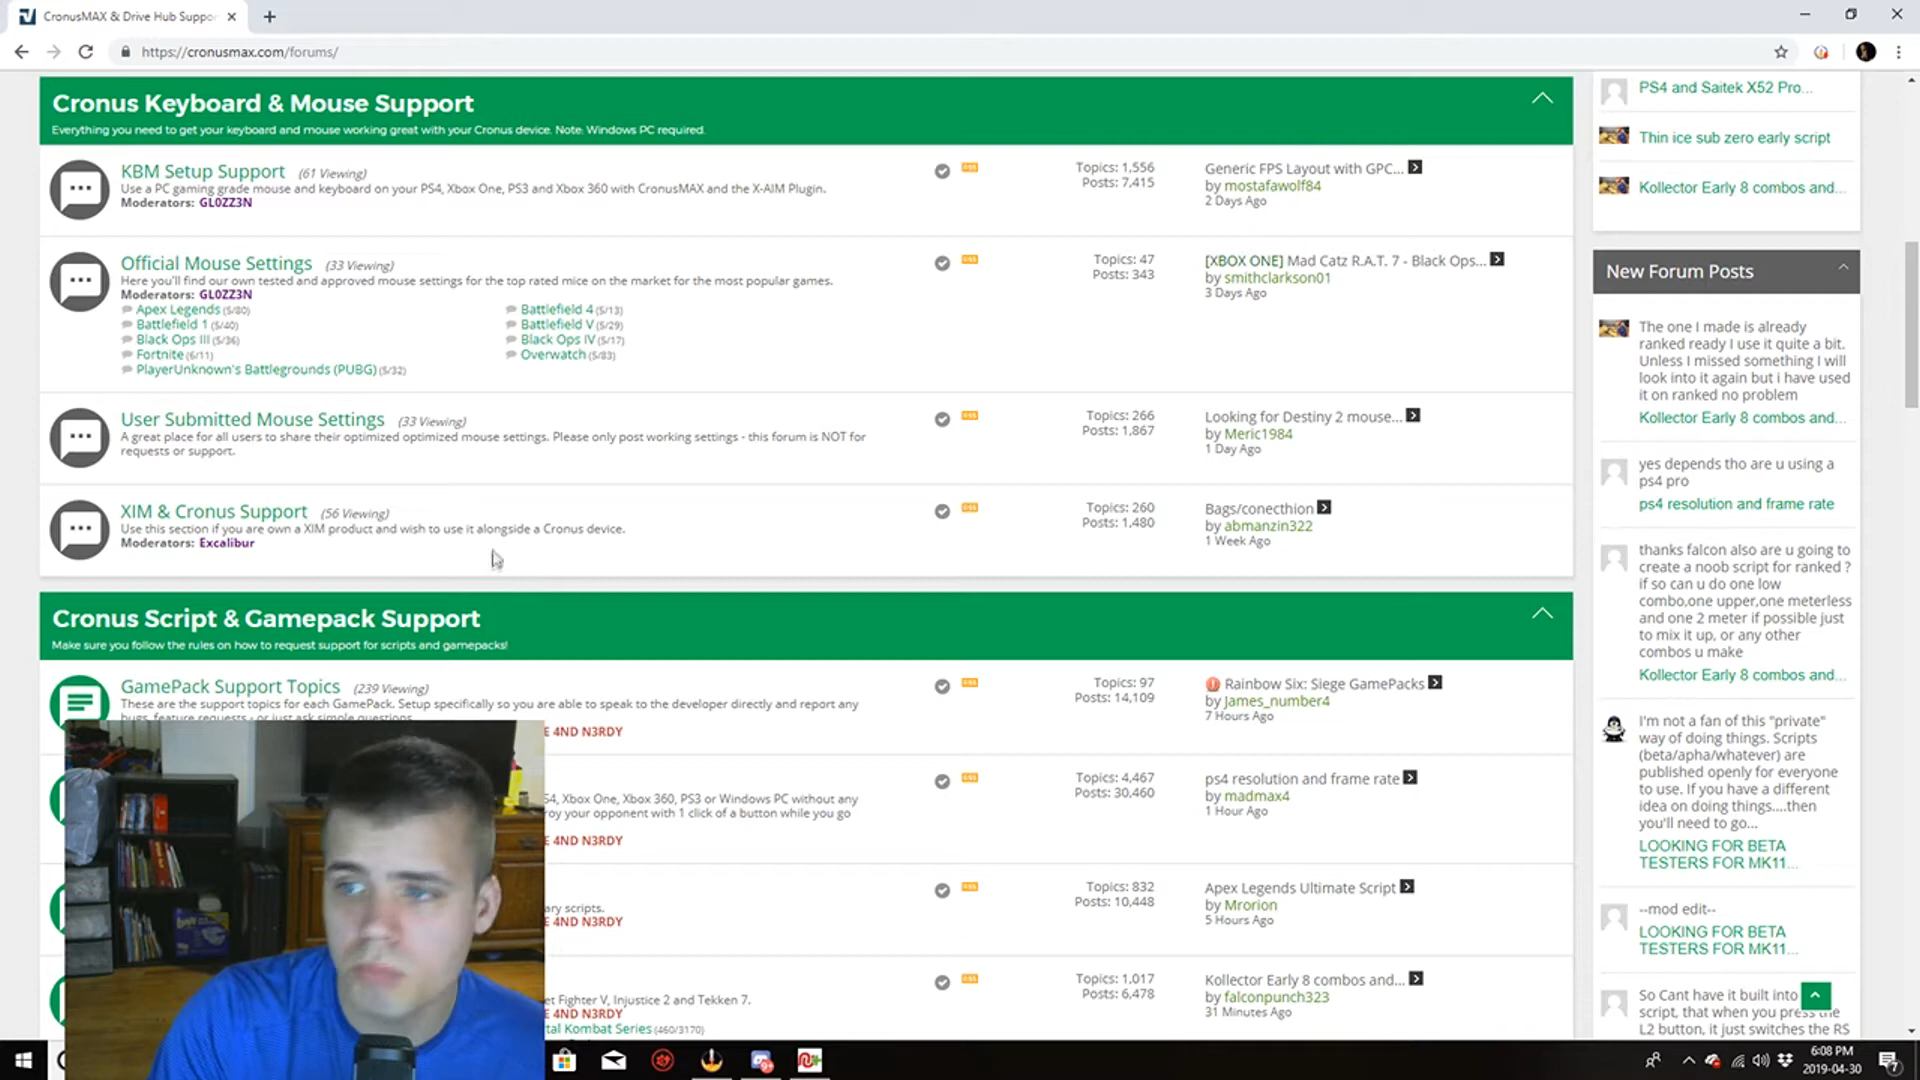 CronusMAX & Drive Hub Suppor
https://cronusmax.com/forums/
Cronus Keyboard & Mouse Support
Everything you need to get your keyboard and mouse working great with your Cronus device. Note: Windows PC required.
KBM Setup Support (61 Viewing)
Use a PC gaming grade mouse and keyboard on your PS4, Xbox One, PS3 and Xbox 360 with CronusMAX and the X-AIM Plugin.
Moderators: GL0ZZ3N
Topics: 1,556
Posts: 7,415
Generic FPS Layout with GPC...
by mostafawolf84
2 Days Ago
Official Mouse Settings (33 Viewing)
Here you'll find our own tested and approved mouse settings for the top rated mice on the market for the most popular games.
Moderators: GL0ZZ3N
Apex Legends (5/80)
Battlefield 4 (5/13)
Battlefield 1 (5/40)
Battlefield V (5/29)
Black Ops III (5/36)
Black Ops IV (5/17)
Fortnite (6/11)
Overwatch (5/83)
PlayerUnknown's Battlegrounds (PUBG) (5/32)
Topics: 47
Posts: 343
[XBOX ONE] Mad Catz R.A.T. 7 - Black Ops...
by smithclarkson01
3 Days Ago
User Submitted Mouse Settings (33 Viewing)
A great place for all users to share their optimized optimized mouse settings. Please only post working settings - this forum is NOT for
requests or support.
Topics: 266
Posts: 1,867
Looking for Destiny 2 mouse...
by Meric1984
1 Day Ago
XIM & Cronus Support (56 Viewing)
Use this section if you are own a XIM product and wish to use it alongside a Cronus device.
Moderators: Excalibur
Topics: 260
Posts: 1,480
Bags/conecthion
by abmanzin322
1 Week Ago
Cronus Script & Gamepack Support
Make sure you follow the rules on how to request support for scripts and gamepacks!
GamePack Support Topics (239 Viewing)
These are the support topics for each GamePack. Setup specifically so you are able to speak to the developer directly and report any
bugs, feature requests - or just ask simple questions.
E 4ND N3RDY
Topics: 97
Posts: 14,109
Rainbow Six: Siege GamePacks
by James_number4
7 Hours Ago
54, Xbox One, Xbox 360, PS3 or Windows PC without any
roy your opponent with 1 click of a button while you go
E 4ND N3RDY
Topics: 4,467
Posts: 30,460
ps4 resolution and frame rate
by madmax4
1 Hour Ago
ary scripts.
E 4ND N3RDY
Topics: 832
Posts: 10,448
Apex Legends Ultimate Script
by Mrorion
5 Hours Ago
et Fighter V, Injustice 2 and Tekken 7.
E 4ND N3RDY
tal Kombat Series (460/3170)
Topics: 1,017
Posts: 6,478
Kollector Early 8 combos and...
by falconpunch323
31 Minutes Ago
PS4 and Saitek X52 Pro...
Thin ice sub zero early script
Kollector Early 8 combos and...
New Forum Posts
The one I made is already
ranked ready I use it quite a bit.
Unless I missed something I will
look into it again but i have used
it on ranked no problem
Kollector Early 8 combos and...
yes depends tho are u using a
ps4 pro
ps4 resolution and frame rate
thanks falcon also are u going to
create a noob script for ranked ?
if so can u do one low
combo,one upper,one meterless
and one 2 meter if possible just
to mix it up, or any other
combos u make
Kollector Early 8 combos and...
I'm not a fan of this "private"
way of doing things. Scripts
(beta/apha/whatever) are
published openly for everyone
to use. If you have a different
idea on doing things....then
you'll need to go...
LOOKING FOR BETA
TESTERS FOR MK11...
--mod edit--
LOOKING FOR BETA
TESTERS FOR MK11...
So Cant have it built into
script, that when you press the
L2 button, it just switches the RS
6:08 PM
2019-04-30
7